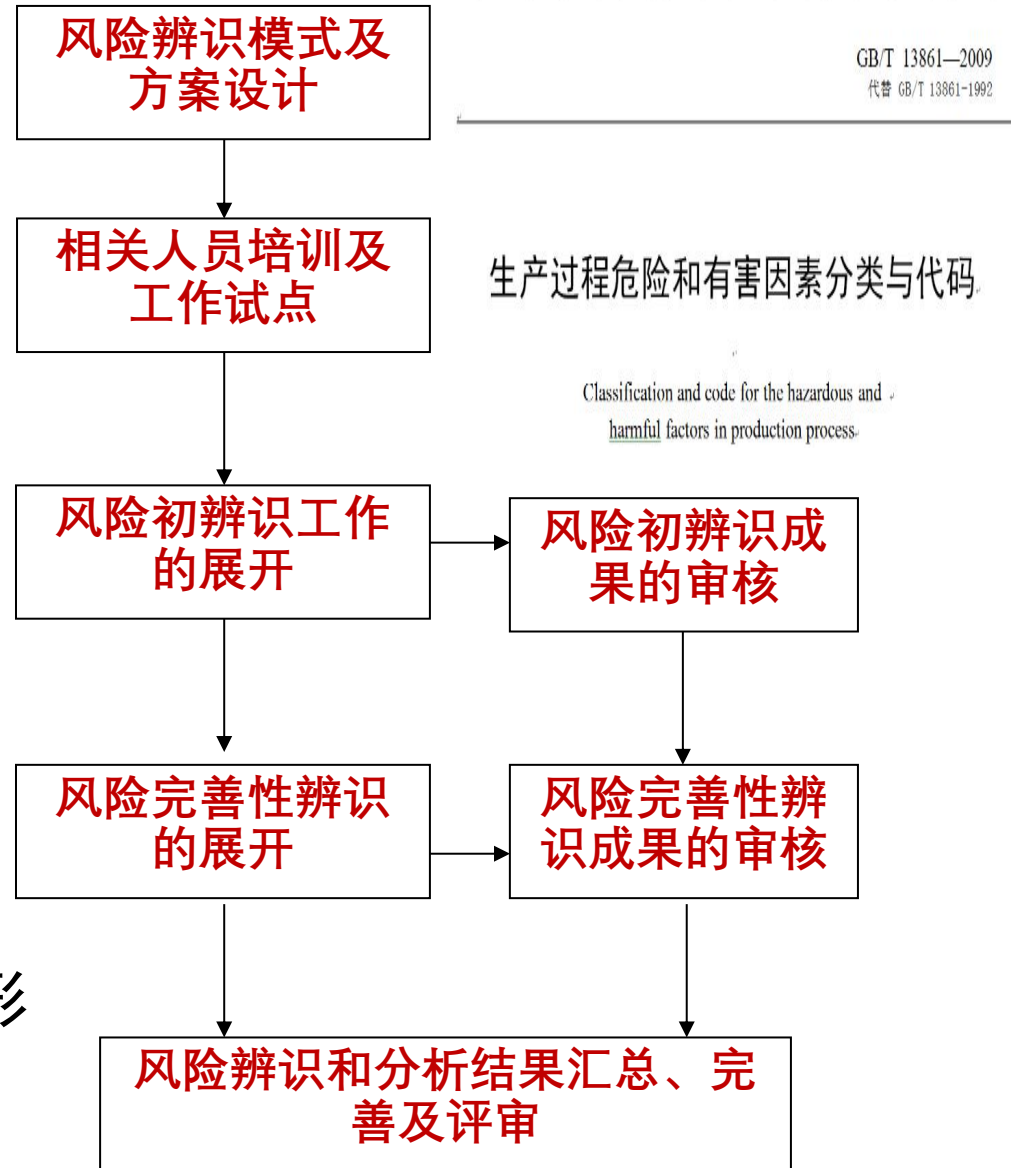 风险辨识模式及
方案设计
GB/T 13861—2009
代替 GB/T 13861-1992
相关人员培训及
工作试点
生产过程危险和有害因素分类与代码
Classification and code for the hazardous and
harmful factors in production process
风险初辨识工作
的展开
风险初辨识成
果的审核
风险完善性辨识
的展开
风险完善性辨
识成果的审核
风险辨识和分析结果汇总、完
善及评审